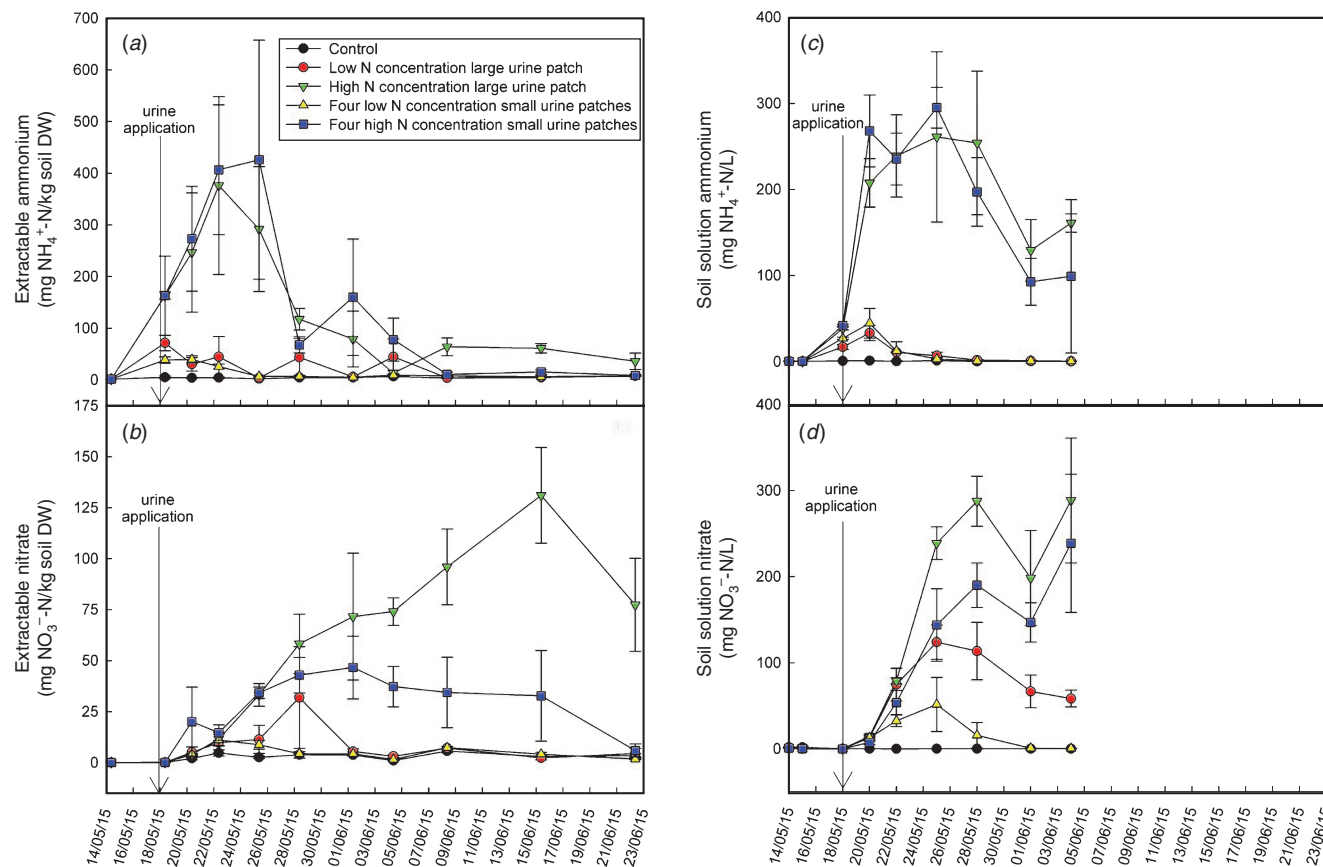 700
600
500
400
300
200
100
0
Extractable ammonium
(mg NH₄⁺-N/kg soil DW)
(a)
urine
application
Control
Low N concentration large urine patch
High N concentration large urine patch
Four low N concentration small urine patches
Four high N concentration small urine patches
400
300
200
100
0
Soil solution ammonium
(mg NH₄⁺-N/L)
(c)
urine
application
175
150
125
100
75
50
25
0
Extractable nitrate
(mg NO₃⁻-N/kg soil DW)
(b)
urine
application
14/05/15
16/05/15
18/05/15
20/05/15
22/05/15
24/05/15
26/05/15
28/05/15
30/05/15
01/06/15
03/06/15
05/06/15
07/06/15
09/06/15
11/06/15
13/06/15
15/06/15
17/06/15
19/06/15
21/06/15
23/06/15
400
300
200
100
0
Soil solution nitrate
(mg NO₃⁻-N/L)
(d)
urine
application
14/05/15
16/05/15
18/05/15
20/05/15
22/05/15
24/05/15
26/05/15
28/05/15
30/05/15
01/06/15
03/06/15
05/06/15
07/06/15
09/06/15
11/06/15
13/06/15
15/06/15
17/06/15
19/06/15
21/06/15
23/06/15